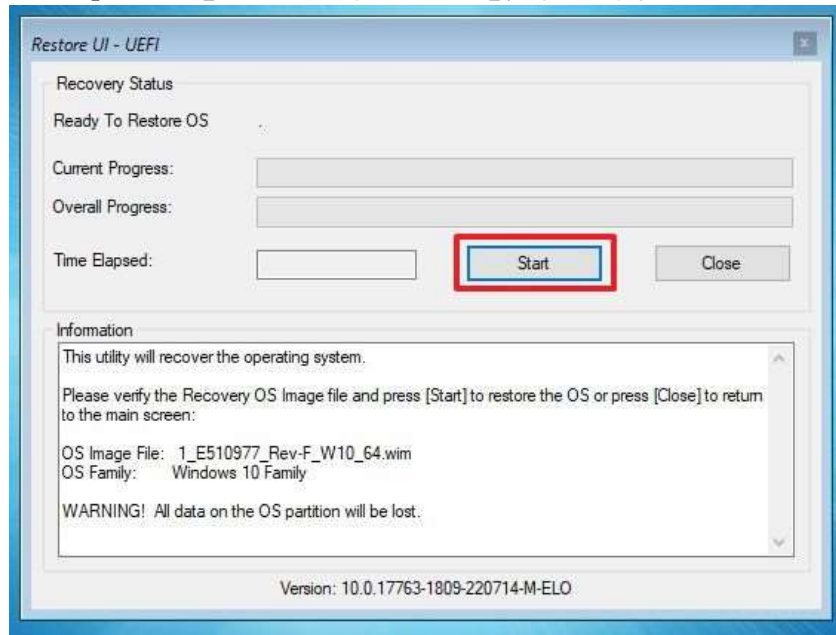 Restore UI - UEFI
Recovery Status
Ready To Restore OS .
Current Progress:
Overall Progress:
Time Elapsed:
Start
Close
Information
This utility will recover the operating system.
Please verify the Recovery OS Image file and press [Start] to restore the OS or press [Close] to return
to the main screen:
OS Image File: 1_E510977_Rev-F_W10_64.wim
OS Family: Windows 10 Family
WARNING! All data on the OS partition will be lost.
Version: 10.0.17763-1809-220714-M-ELO